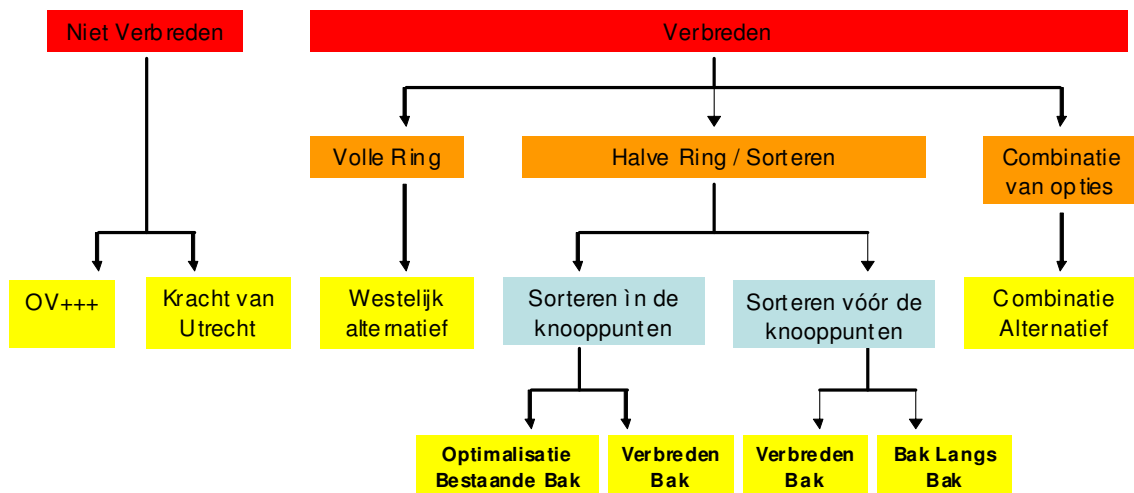 Niet Verbreden
Verbreden
Volle Ring
Halve Ring / Sorteren
Combinatie
van opties
OV+++
Kracht van
Utrecht
Westelijk
alternatief
Sorteren ìn de
knooppunten
Sorteren vóór de
knooppunten
Combinatie
Alternatief
Optimalisatie
Bestaande Bak
Verbreden
Bak
Verbreden
Bak
Bak Langs
Bak